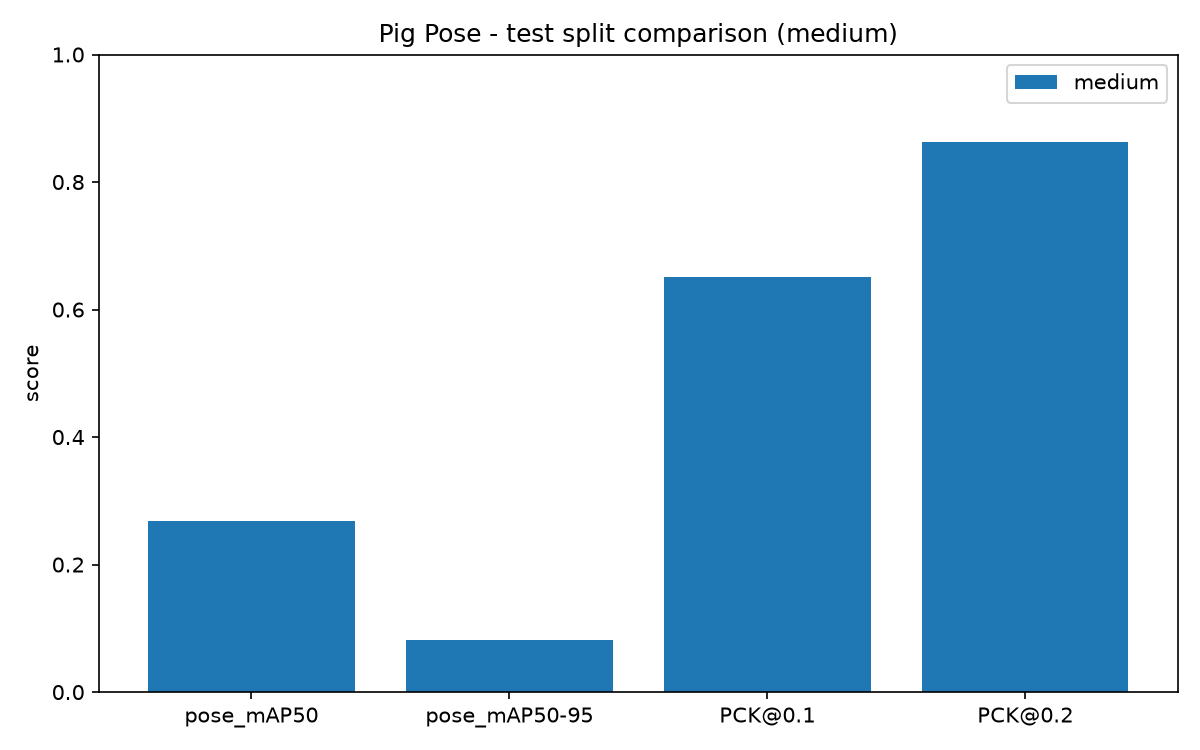 Pig Pose - test split comparison (medium)
medium
1.0
0.8
0.6
0.4
0.2
0.0
score
pose_mAP50
pose_mAP50-95
PCK@0.1
PCK@0.2